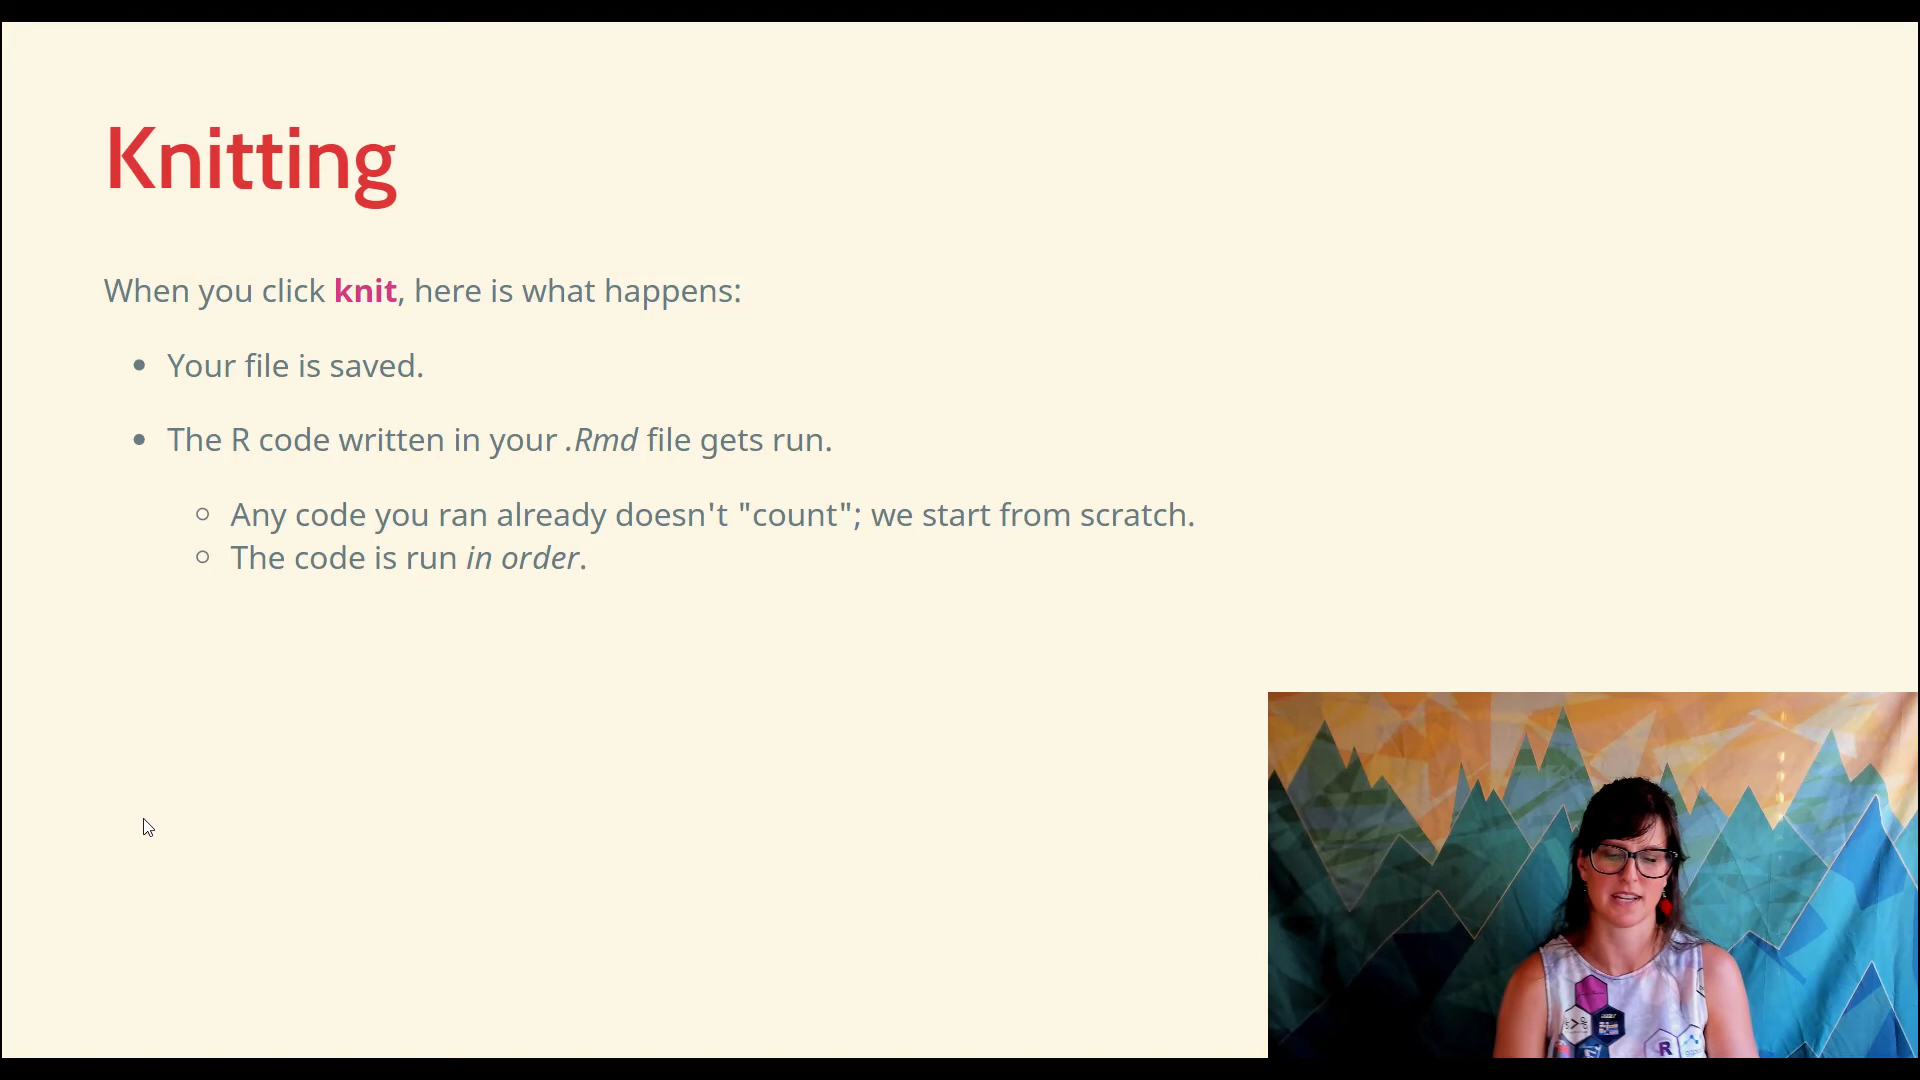 Knitting
When you click knit, here is what happens:
Your file is saved.
The R code written in your .Rmd file gets run.
Any code you ran already doesn't "count"; we start from scratch.
The code is run in order.
R